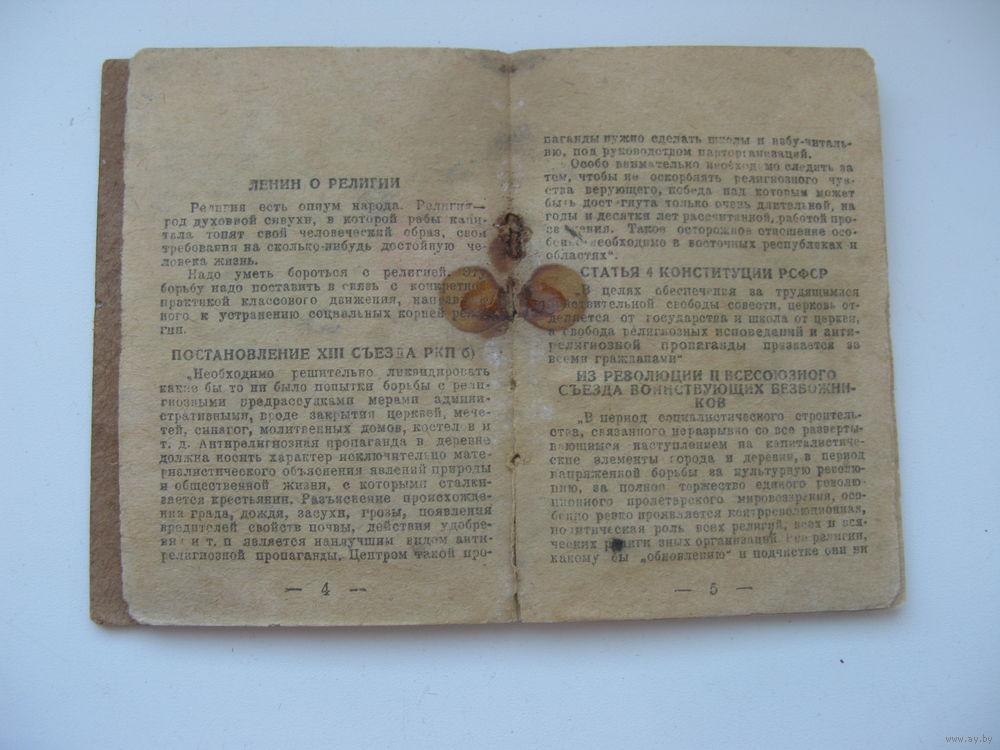 ЛЕНИН О РЕЛИГИИ
Религия есть опиум народа. Религия—
род духовной сивухи, в которой рабы капи-
тала топят свой человеческий образ, свои
требования на сколько-нибудь достойную че-
ловека жизнь.
Надо уметь бороться с религией. Эту
борьбу надо поставить в связь с конкретной
практикой классового движения,
ного к устранению социальных корней
гии.
ПОСТАНОВЛЕНИЕ XIII СЪЕЗДА РКП б)
„Необходимо решительно ликвидировать
какие бы то ни было попытки борьбы с рели-
гиозными предрассудками мерами админи-
стративными, вроде закрытия церквей, мече-
тей, синагог, молитвенных домов, костелов и
т. д. Антирелигиозная пропаганда в деревне
должна носить характер исключительно мате-
риалистического объяснения явлений природы
и общественной жизни, с которыми сталки-
вается крестьянин. Разъяснение происхожде-
ния града, дождя, засухи, грозы, появления
вредителей свойств почвы, действия удобре-
ния и т. п является наилучшим видом анти-
религиозной пропаганды. Центром такой про-
— 4 —
паганды нужно сделать школы и избу-читаль-
ню, под руководством парторганизаций.
Особо внимательно необходимо следить за
тем, чтобы не оскорблять религиозного чув-
ства верующего, победа над которым может
быть достигнута только очень длительной, на
годы и десятки лет рассчитанной, работой про-
свещения. Такое осторожное отношение осо-
бенно необходимо в восточных республиках и
областях“.
СТАТЬЯ 4 КОНСТИТУЦИИ РСФСР
„В целях обеспечения за трудящимися
действительной свободы совести, церковь от-
деляется от государства и школа от церкви,
а свобода религиозных исповеданий и анти-
религиозной пропаганды признается за
всеми гражданами“
ИЗ РЕВОЛЮЦИИ II ВСЕСОЮЗНОГО
СЪЕЗДА ВОИНСТВУЮЩИХ БЕЗБОЖНИ-
КОВ
„В период социалистического строитель-
ства, связанного неразрывно со все разверты-
вающимся наступлением на капиталистиче-
ские элементы города и деревни, в период
напряженной борьбы за культурную револю-
цию, за полное торжество единого револю-
ционного пролетарского мировоззрения, осо-
бенно резко проявляется контрреволюционная,
политическая роль всех религий, всех и вся-
ческих религиозных организаций. Все религии,
какому бы „обновлению“ и подчистке они ни
— 5 —
www.ay.by